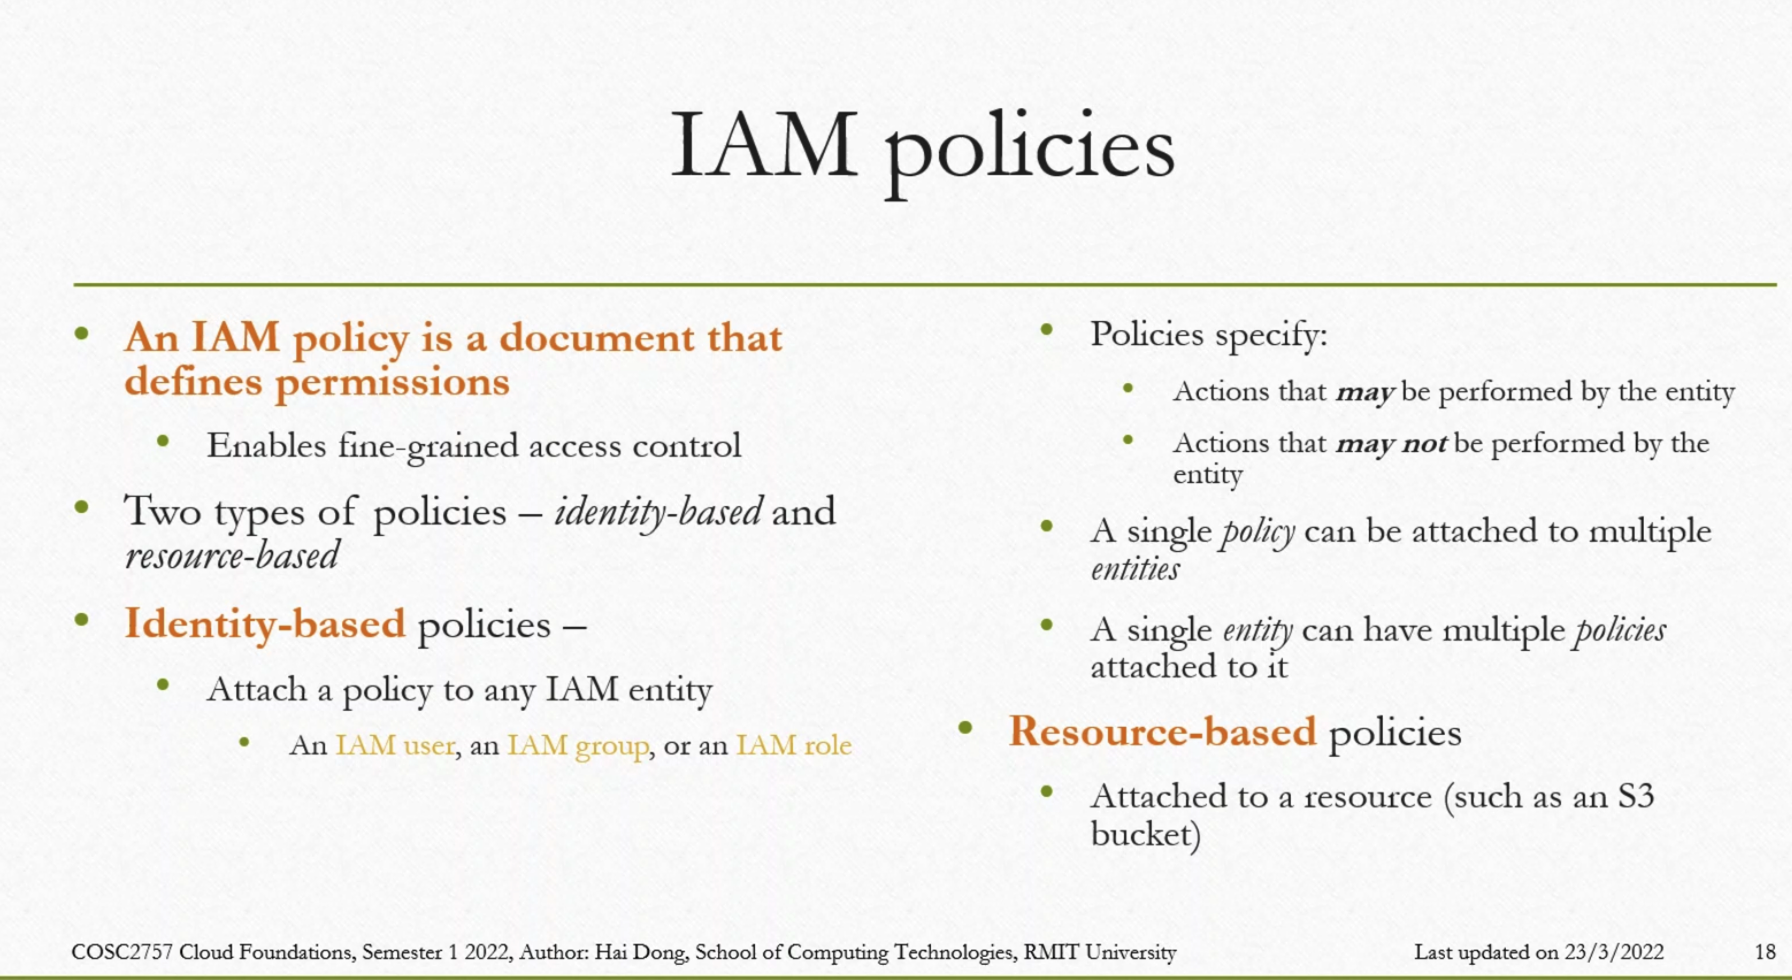 IAM policies
• An IAM policy is a document that
defines permissions
• Enables fine-grained access control
• Two types of policies – identity-based and
resource-based
• Identity-based policies –
• Attach a policy to any IAM entity
• An IAM user, an IAM group, or an IAM role
• Policies specify:
• Actions that may be performed by the entity
• Actions that may not be performed by the
entity
• A single policy can be attached to multiple
entities
• A single entity can have multiple policies
attached to it
• Resource-based policies
• Attached to a resource (such as an S3
bucket)
COSC2757 Cloud Foundations, Semester 1 2022, Author: Hai Dong, School of Computing Technologies, RMIT University
Last updated on 23/3/2022
18